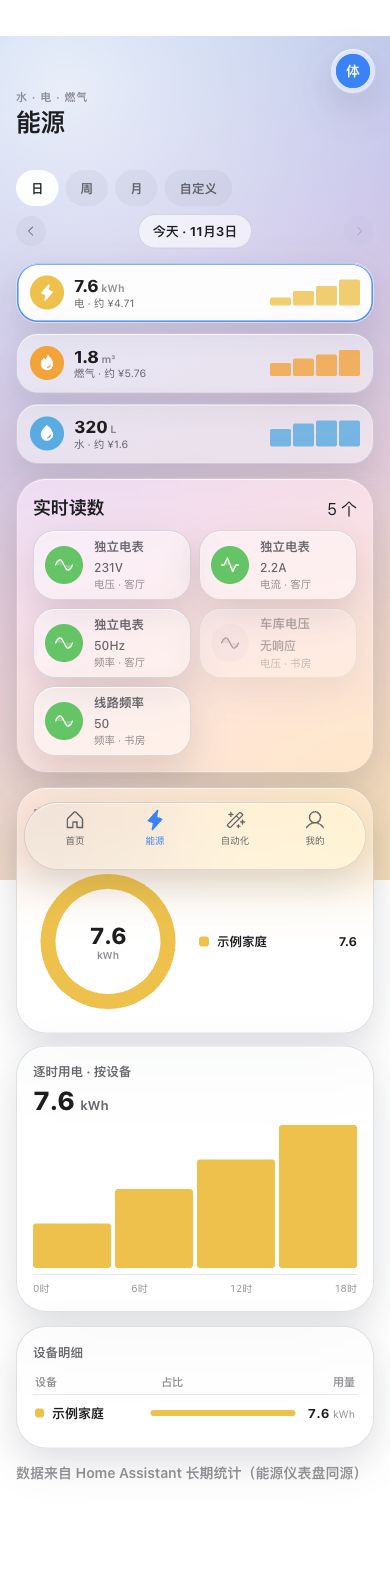 体
水 · 电 · 燃气
能源
日 周 月 自定义
今天 · 11月3日
7.6 kWh
电 · 约 ¥4.71
1.8 m³
燃气 · 约 ¥5.76
320 L
水 · 约 ¥1.6
实时读数 5 个
独立电表
231V
电压 · 客厅
独立电表
2.2A
电流 · 客厅
独立电表
50Hz
频率 · 客厅
车库电压
无响应
电压 · 书房
线路频率
50
频率 · 书房
首页 能源 自动化 我的
7.6
kWh
示例家庭 7.6
逐时用电 · 按设备
7.6 kWh
0时 6时 12时 18时
设备明细
设备 占比 用量
示例家庭 7.6 kWh
数据来自 Home Assistant 长期统计（能源仪表盘同源）